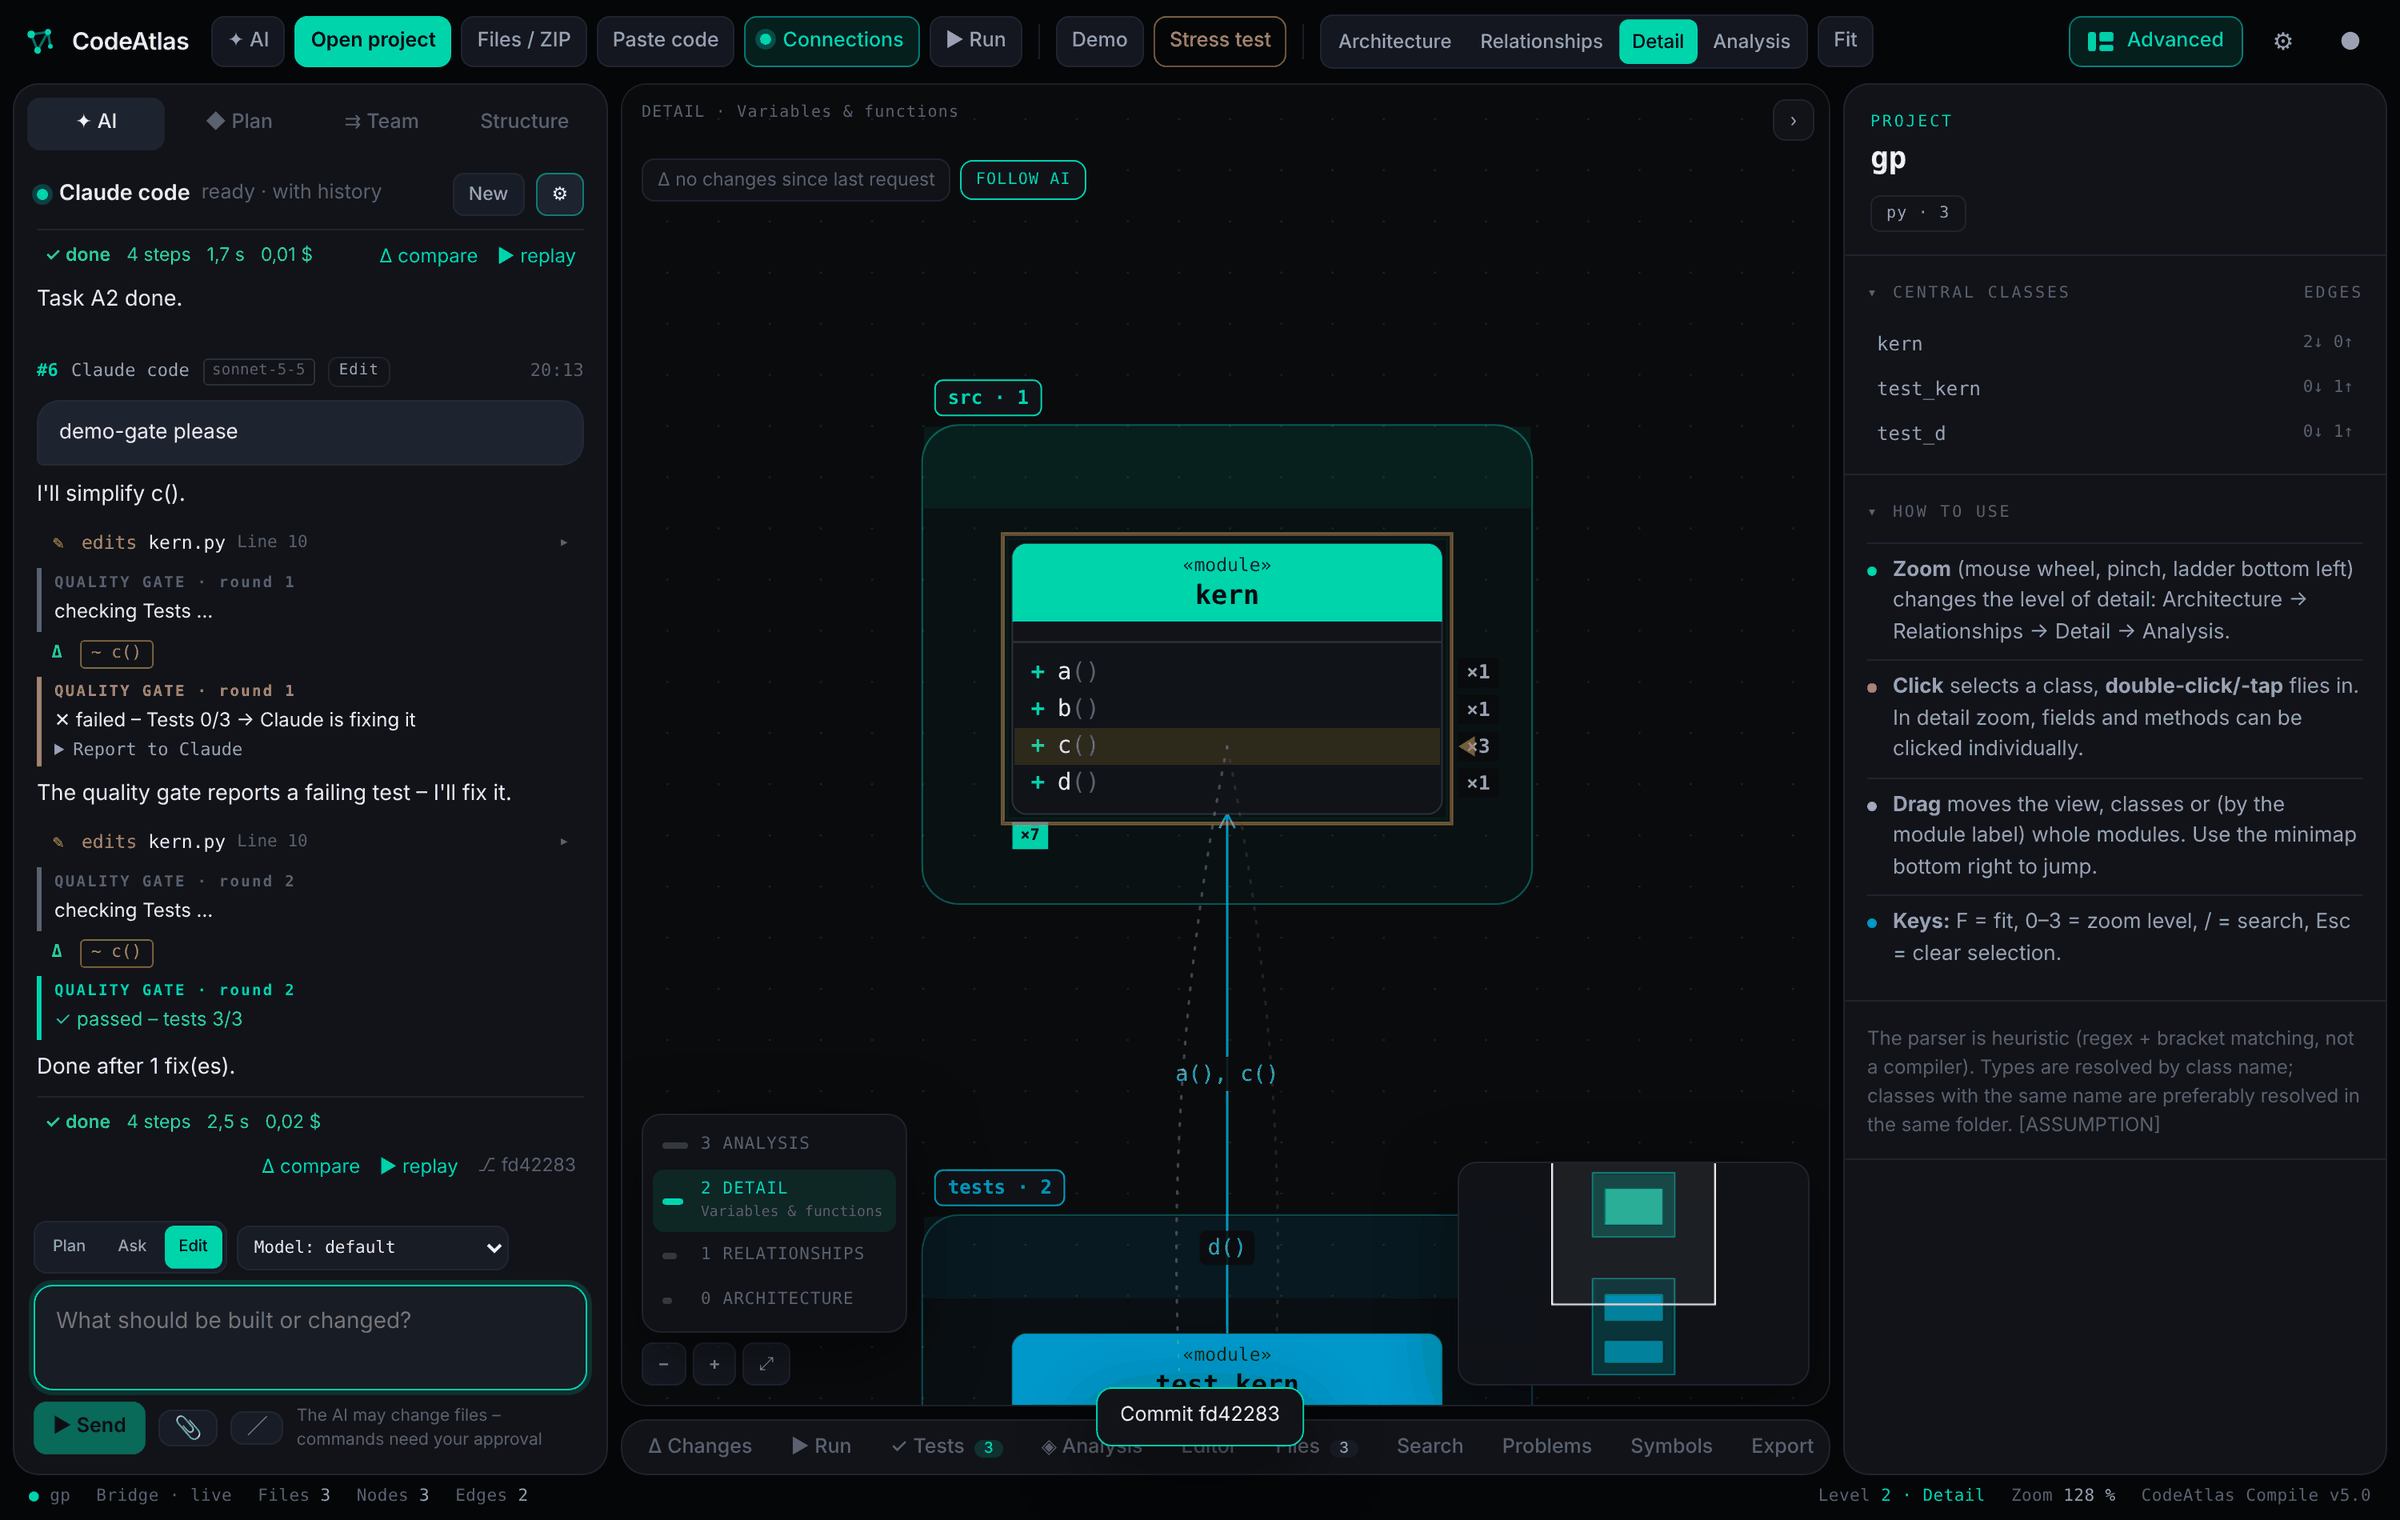 CodeAtlas
✦ AI
Open project
Files / ZIP
Paste code
Connections
▶ Run
Demo
Stress test
Architecture
Relationships
Detail
Analysis
Fit
Advanced
✦ AI
◆ Plan
⇉ Team
Structure
Claude code ready · with history
New
✓ done 4 steps 1,7 s 0,01 $
Δ compare ▶ replay
Task A2 done.
#6 Claude code sonnet-5-5 Edit 20:13
demo-gate please
I'll simplify c().
✎ edits kern.py Line 10 ▸
QUALITY GATE · round 1
checking Tests …
Δ ~ c()
QUALITY GATE · round 1
✕ failed – Tests 0/3 → Claude is fixing it
▶ Report to Claude
The quality gate reports a failing test – I'll fix it.
✎ edits kern.py Line 10 ▸
QUALITY GATE · round 2
checking Tests …
Δ ~ c()
QUALITY GATE · round 2
✓ passed – tests 3/3
Done after 1 fix(es).
✓ done 4 steps 2,5 s 0,02 $
Δ compare ▶ replay ⎇ fd42283
Plan Ask Edit
Model: default
What should be built or changed?
▶ Send
The AI may change files –
commands need your approval
DETAIL · Variables & functions
›
Δ no changes since last request
FOLLOW AI
src · 1
«module»
kern
+ a() ×1
+ b() ×1
+ c() ×3
+ d() ×1
×7
a(), c()
tests · 2
d()
«module»
test_kern
3 ANALYSIS
2 DETAIL
Variables & functions
1 RELATIONSHIPS
0 ARCHITECTURE
− + ⤢
Commit fd42283
Δ Changes
▶ Run
✓ Tests 3
◈ Analysis
Editor
Files 3
Search
Problems
Symbols
Export
PROJECT
gp
py · 3
▾ CENTRAL CLASSES EDGES
kern 2↓ 0↑
test_kern 0↓ 1↑
test_d 0↓ 1↑
▾ HOW TO USE
Zoom (mouse wheel, pinch, ladder bottom left)
changes the level of detail: Architecture →
Relationships → Detail → Analysis.
Click selects a class, double-click/-tap flies in.
In detail zoom, fields and methods can be
clicked individually.
Drag moves the view, classes or (by the
module label) whole modules. Use the minimap
bottom right to jump.
Keys: F = fit, 0–3 = zoom level, / = search, Esc
= clear selection.
The parser is heuristic (regex + bracket matching, not
a compiler). Types are resolved by class name;
classes with the same name are preferably resolved in
the same folder. [ASSUMPTION]
gp Bridge · live Files 3 Nodes 3 Edges 2
Level 2 · Detail Zoom 128 % CodeAtlas Compile v5.0